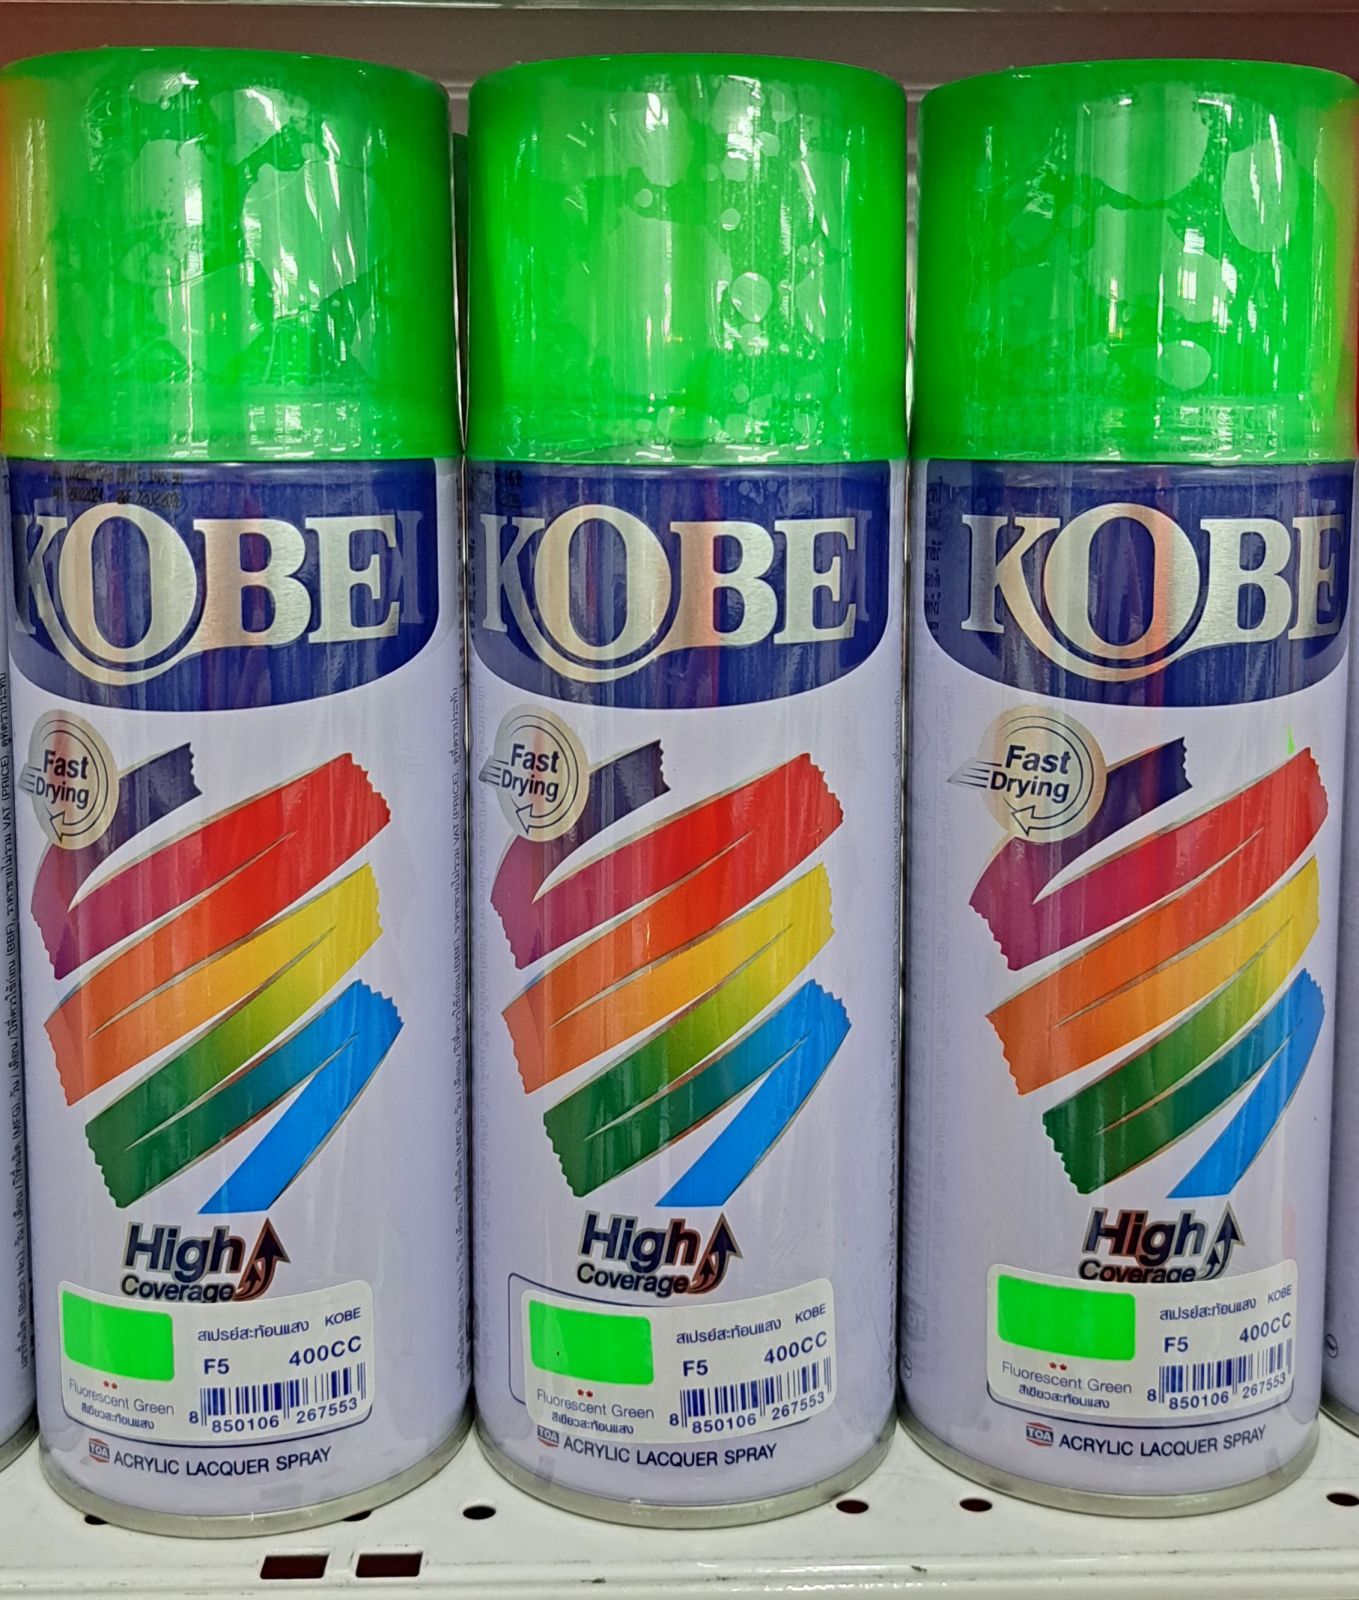 KOBE
Fast
Drying
High
Coverage
สเปรย์สะท้อนแสง KOBE
F5 400CC
Fluorescent Green
สีเขียวสะท้อนแสง
8 850106 267553
TOA ACRYLIC LACQUER SPRAY
KOBE
Fast
Drying
High
Coverage
สเปรย์สะท้อนแสง KOBE
F5 400CC
Fluorescent Green
สีเขียวสะท้อนแสง
8 850106 267553
TOA ACRYLIC LACQUER SPRAY
KOBE
Fast
Drying
High
Coverage
สเปรย์สะท้อนแสง KOBE
F5 400CC
Fluorescent Green
สีเขียวสะท้อนแสง
8 850106 267553
TOA ACRYLIC LACQUER SPRAY